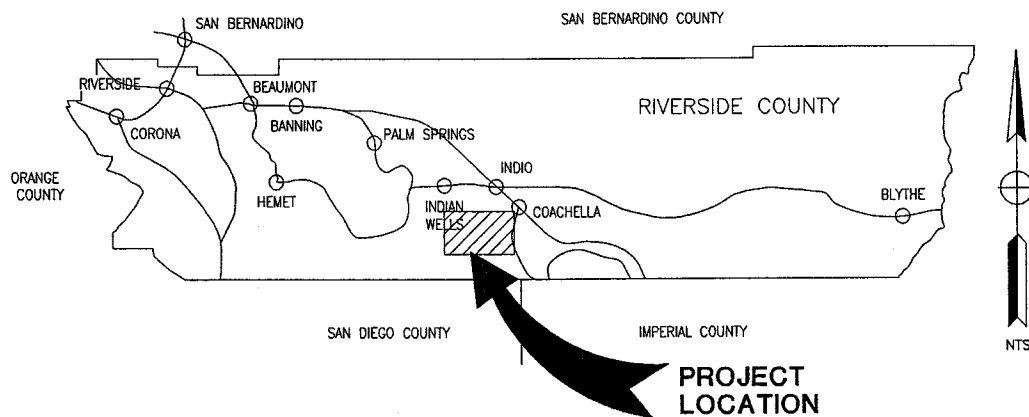 SAN BERNARDINO
SAN BERNARDINO COUNTY
RIVERSIDE
BEAUMONT
RIVERSIDE COUNTY
CORONA
BANNING
PALM SPRINGS
ORANGE
COUNTY
HEMET
INDIO
INDIAN
WELLS
COACHELLA
BLYTHE
SAN DIEGO COUNTY
IMPERIAL COUNTY
NTS
PROJECT
LOCATION